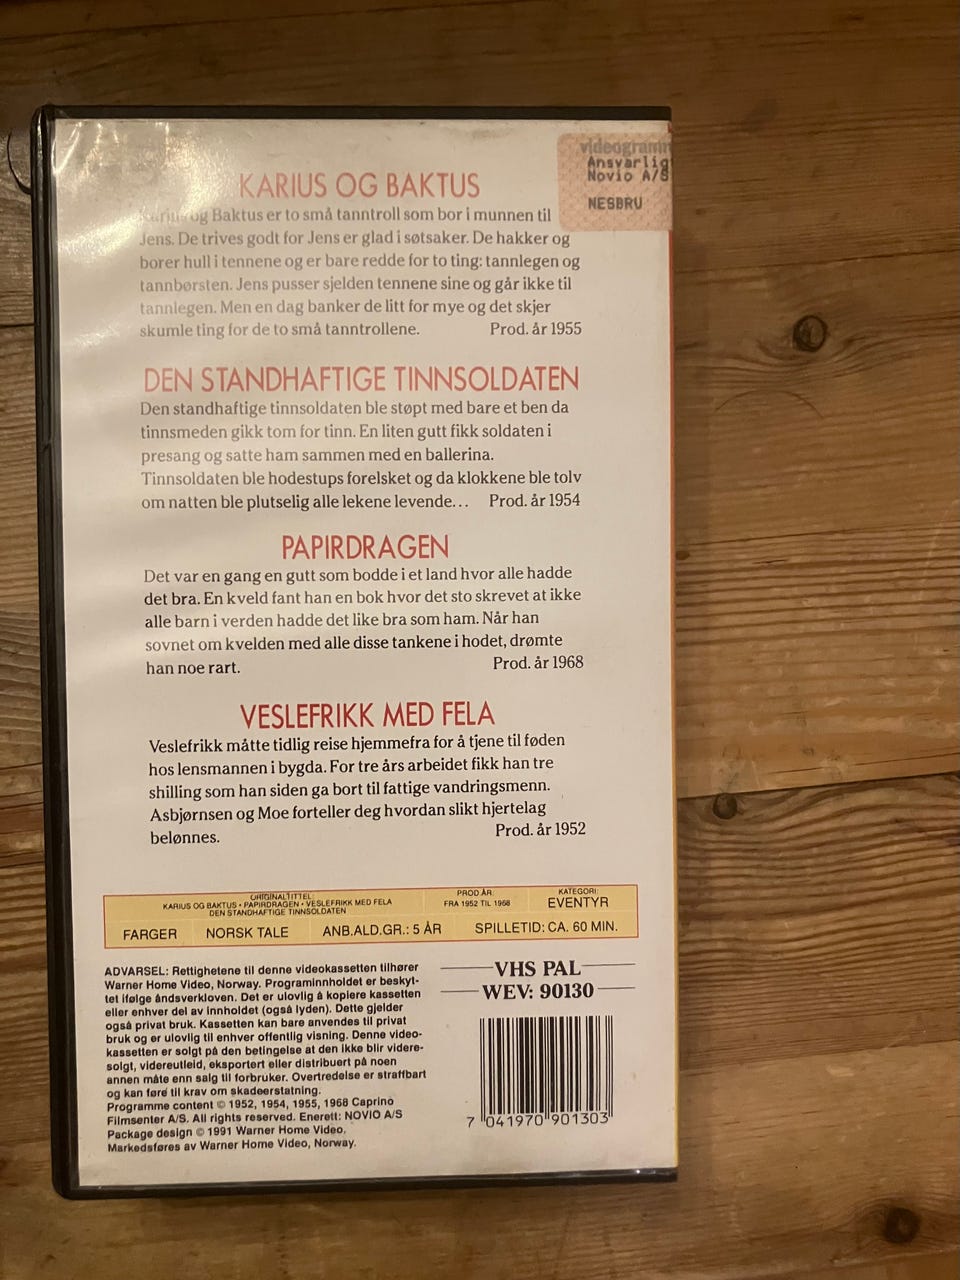 videogramm
Ansvarlig
Novio A/S
NESBRU
KARIUS OG BAKTUS
Karius og Baktus er to små tanntroll som bor i munnen til
Jens. De trives godt for Jens er glad i søtsaker. De hakker og
borer hull i tennene og er bare redde for to ting: tannlegen og
tannbørsten. Jens pusser sjelden tennene sine og går ikke til
tannlegen. Men en dag banker de litt for mye og det skjer
skumle ting for de to små tanntrollene. Prod. år 1955
DEN STANDHAFTIGE TINNSOLDATEN
Den standhaftige tinnsoldaten ble støpt med bare et ben da
tinnsmeden gikk tom for tinn. En liten gutt fikk soldaten i
presang og satte ham sammen med en ballerina.
Tinnsoldaten ble hodestups forelsket og da klokkene ble tolv
om natten ble plutselig alle lekene levende... Prod. år 1954
PAPIRDRAGEN
Det var en gang en gutt som bodde i et land hvor alle hadde
det bra. En kveld fant han en bok hvor det sto skrevet at ikke
alle barn i verden hadde det like bra som ham. Når han
sovnet om kvelden med alle disse tankene i hodet, drømte
han noe rart. Prod. år 1968
VESLEFRIKK MED FELA
Veslefrikk måtte tidlig reise hjemmefra for å tjene til føden
hos lensmannen i bygda. For tre års arbeidet fikk han tre
shilling som han siden ga bort til fattige vandringsmenn.
Asbjørnsen og Moe forteller deg hvordan slikt hjertelag
belønnes. Prod. år 1952
ORIGINALTITTEL:
KARIUS OG BAKTUS • PAPIRDRAGEN • VESLEFRIKK MED FELA
DEN STANDHAFTIGE TINNSOLDATEN
PROD ÅR:
FRA 1952 TIL 1968
KATEGORI:
EVENTYR
FARGER NORSK TALE ANB.ALD.GR.: 5 ÅR SPILLETID: CA. 60 MIN.
ADVARSEL: Rettighetene til denne videokassetten tilhører
Warner Home Video, Norway. Programinnholdet er beskyt-
tet ifølge åndsverkloven. Det er ulovlig å kopiere kassetten
eller enhver del av innholdet (også lyden). Dette gjelder
også privat bruk. Kassetten kan bare anvendes til privat
bruk og er ulovlig til enhver offentlig visning. Denne video-
kassetten er solgt på den betingelse at den ikke blir videre-
solgt, videreutleid, eksportert eller distribuert på noen
annen måte enn salg til forbruker. Overtredelse er straffbart
og kan føre til krav om skadeerstatning.
Programme content © 1952, 1954, 1955, 1968 Caprino
Filmsenter A/S. All rights reserved. Enerett: NOVIO A/S
Package design © 1991 Warner Home Video.
Markedsføres av Warner Home Video, Norway.
VHS PAL
WEV: 90130
7 041970 901303